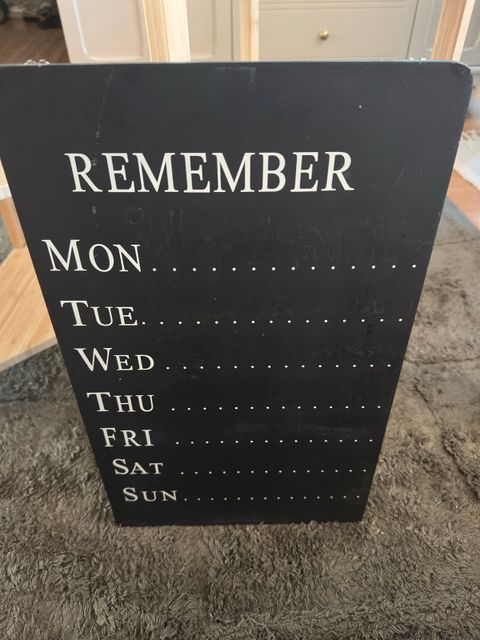 REMEMBER
MON...............
TUE................
WED...............
THU..............
FRI..............
SAT..............
SUN..............